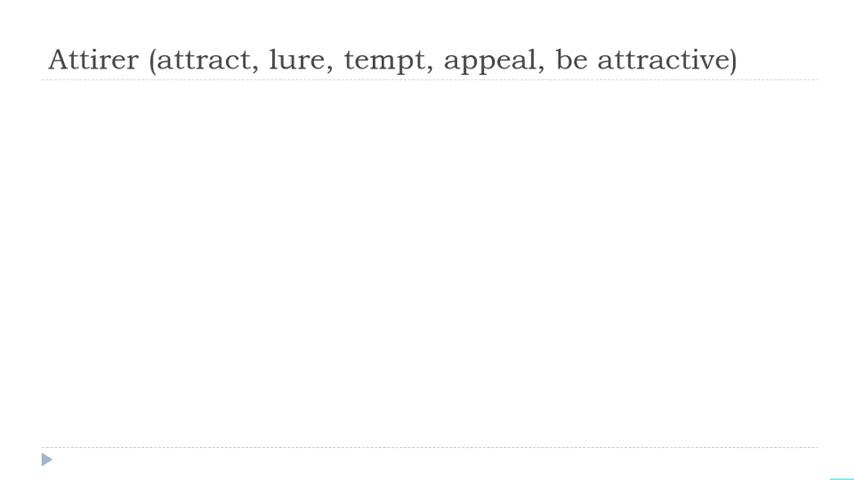 Attirer (attract, lure, tempt, appeal, be attractive)